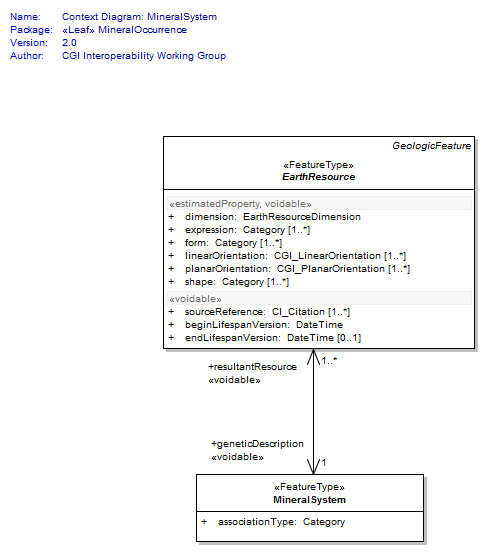 Name: Context Diagram: MineralSystem
Package: «Leaf» MineralOccurrence
Version: 2.0
Author: CGI Interoperability Working Group
GeologicFeature
«FeatureType»
EarthResource
«estimatedProperty, voidable»
+ dimension: EarthResourceDimension
+ expression: Category [1..*]
+ form: Category [1..*]
+ linearOrientation: CGI_LinearOrientation [1..*]
+ planarOrientation: CGI_PlanarOrientation [1..*]
+ shape: Category [1..*]
«voidable»
+ sourceReference: CI_Citation [1..*]
+ beginLifespanVersion: DateTime
+ endLifespanVersion: DateTime [0..1]
+resultantResource 1..*
«voidable»
+geneticDescription
«voidable» 1
«FeatureType»
MineralSystem
+ associationType: Category